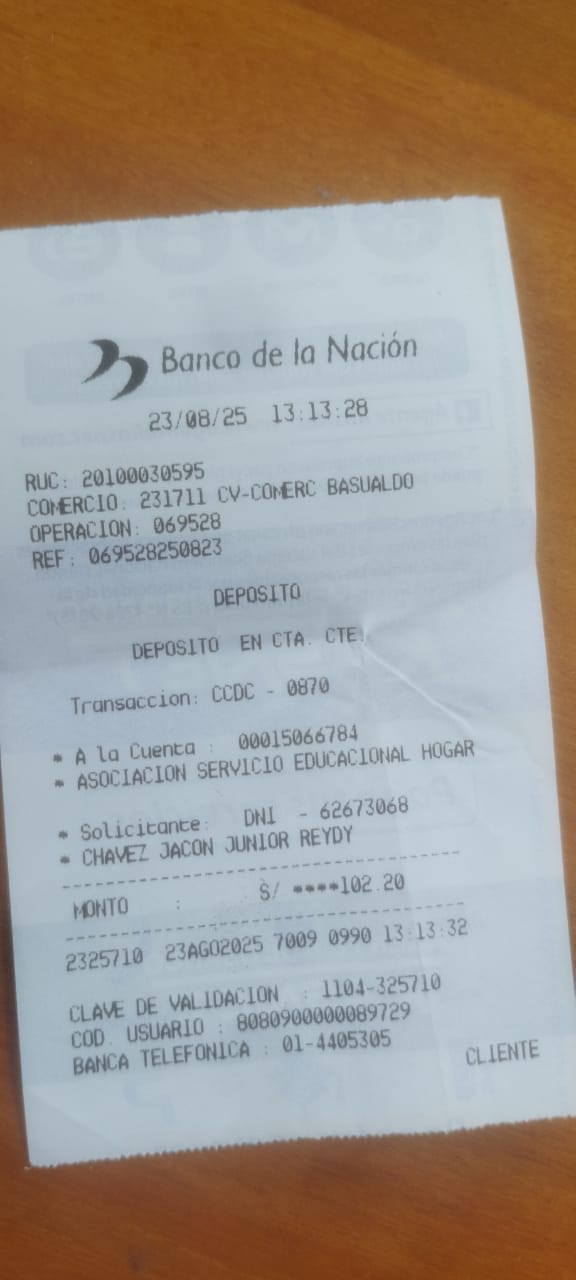 Banco de la Nación
23/08/25 13:13:28
RUC: 20100030595
COMERCIO: 231711 CV-COMERC BASUALDO
OPERACION: 069528
REF: 069528250823
DEPOSITO
DEPOSITO EN CTA. CTE.
Transaccion: CCDC - 0870
* A la Cuenta : 00015066784
* ASOCIACION SERVICIO EDUCACIONAL HOGAR
* Solicitante: DNI - 62673068
* CHAVEZ JACON JUNIOR REYDY
MONTO : S/ ****102.20
2325710 23AGO2025 7009 0990 13:13:32
CLAVE DE VALIDACION : 1104-325710
COD. USUARIO : 8080900000089729
BANCA TELEFONICA : 01-4405305
CLIENTE